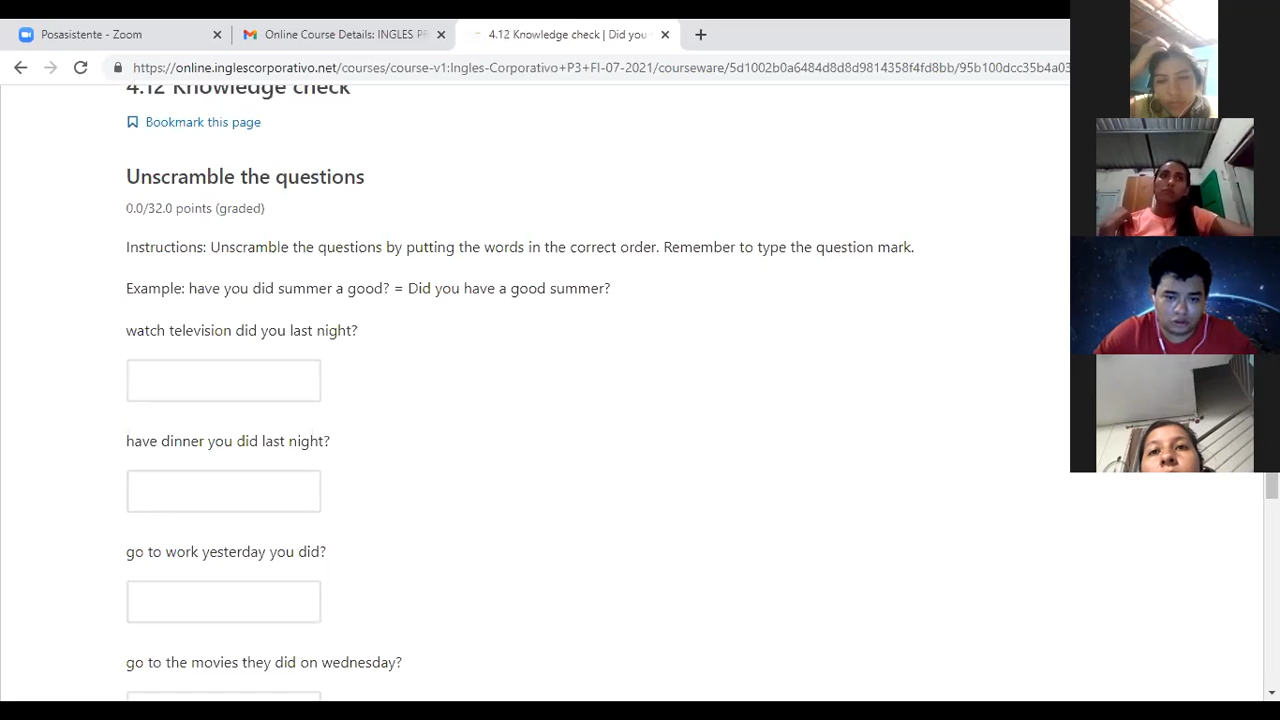 Posasistente - Zoom
Online Course Details: INGLES P
4.12 Knowledge check | Did you
https://online.inglescorporativo.net/courses/course-v1:Ingles-Corporativo+P3+FI-07-2021/courseware/5d1002b0a6484d8d8d9814358f4fd8bb/95b100dcc35b4a03
4.12 Knowledge check
Bookmark this page
Unscramble the questions
0.0/32.0 points (graded)
Instructions: Unscramble the questions by putting the words in the correct order. Remember to type the question mark.
Example: have you did summer a good? = Did you have a good summer?
watch television did you last night?
have dinner you did last night?
go to work yesterday you did?
go to the movies they did on wednesday?